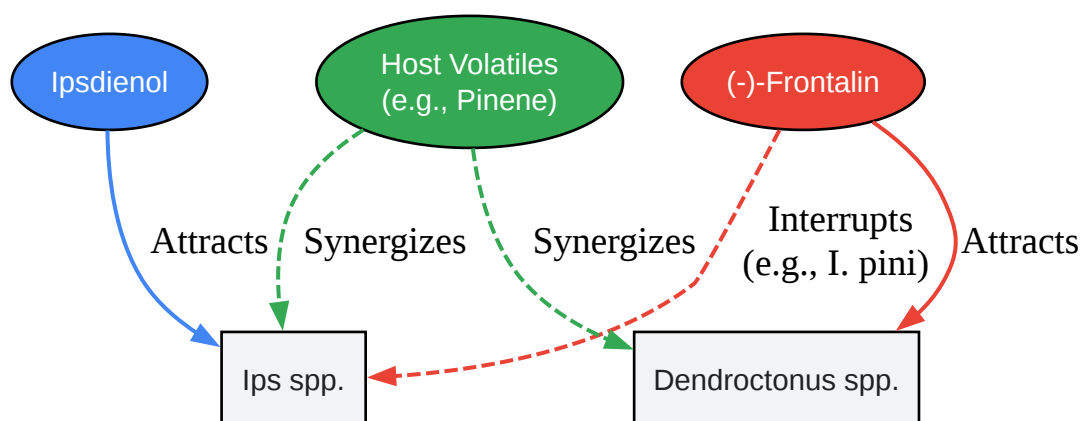 Ipsdienol
Host Volatiles
(e.g., Pinene)
(-)-Frontalin
Attracts
Synergizes
Synergizes
Interrupts
(e.g., I. pini)
Attracts
Ips spp.
Dendroctonus spp.